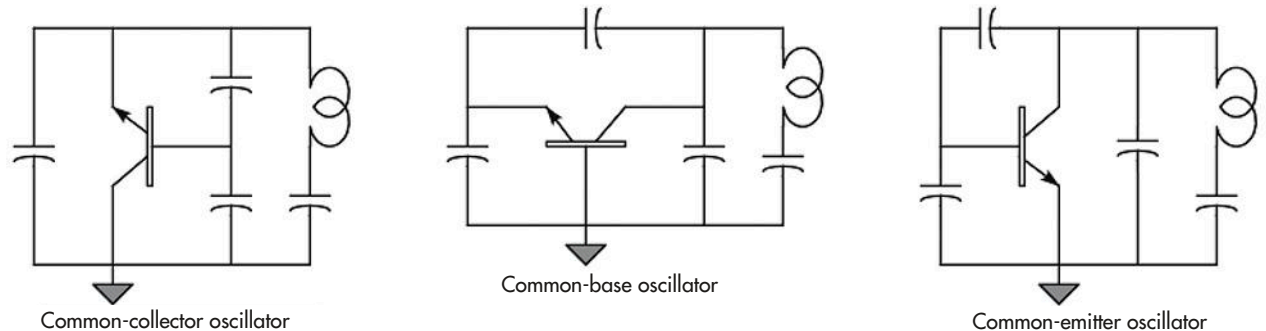 Common-collector oscillator
Common-base oscillator
Common-emitter oscillator